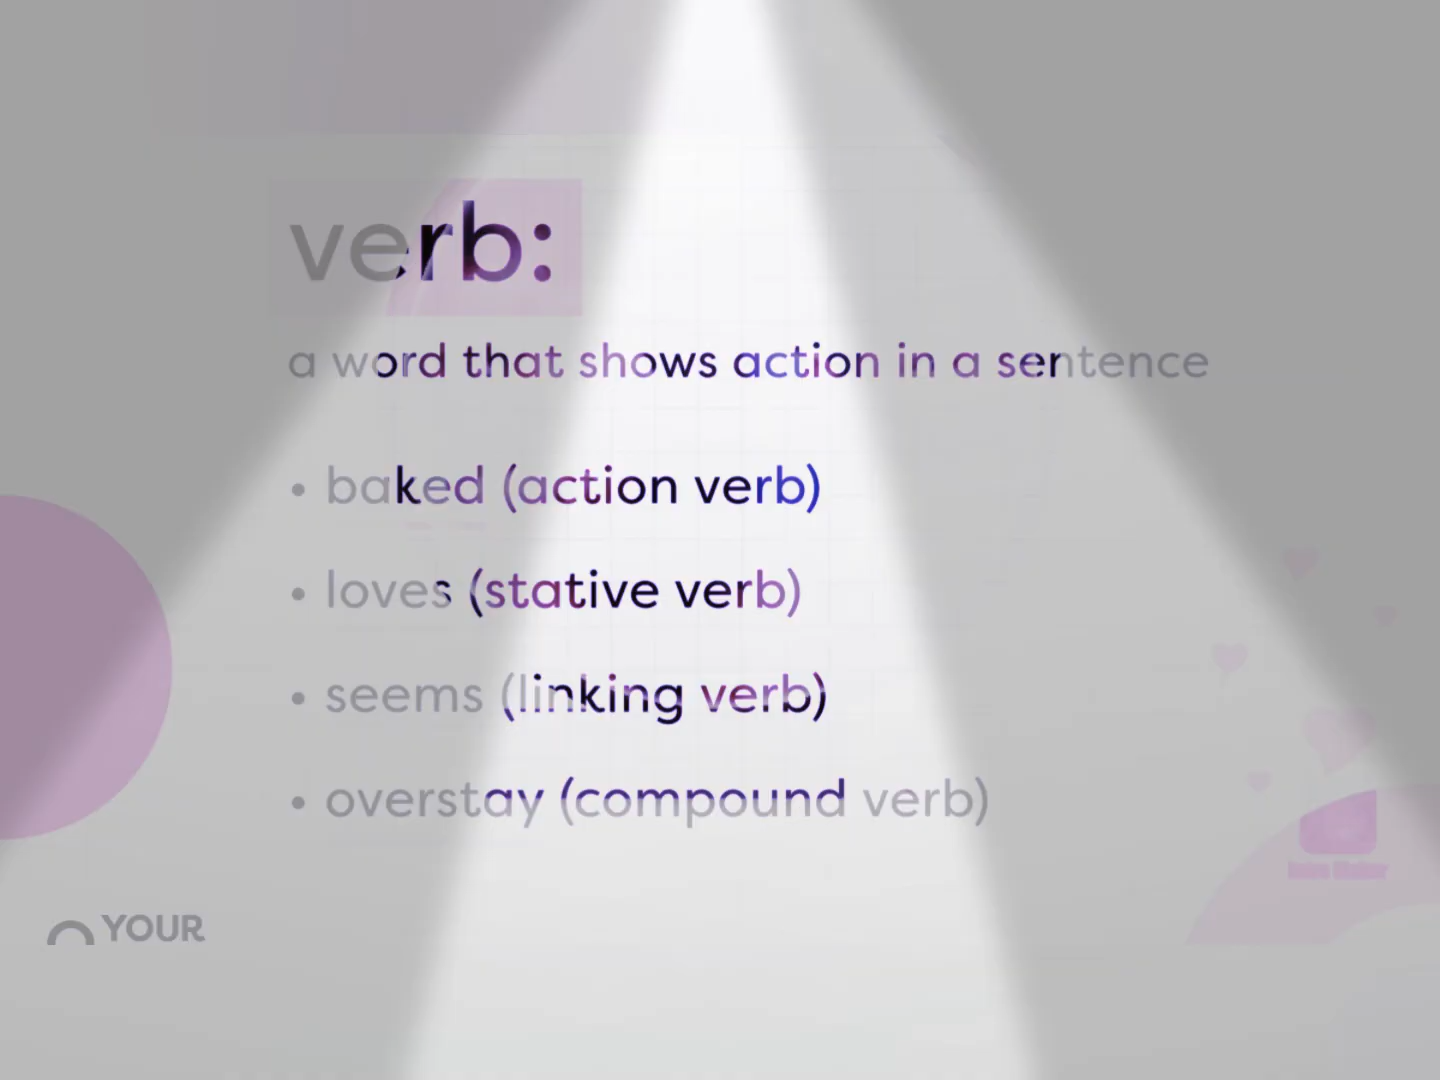 verb:
a word that shows action in a sentence
• baked (action verb)
• loves (stative verb)
• seems (linking verb)
• overstay (compound verb)
YOUR